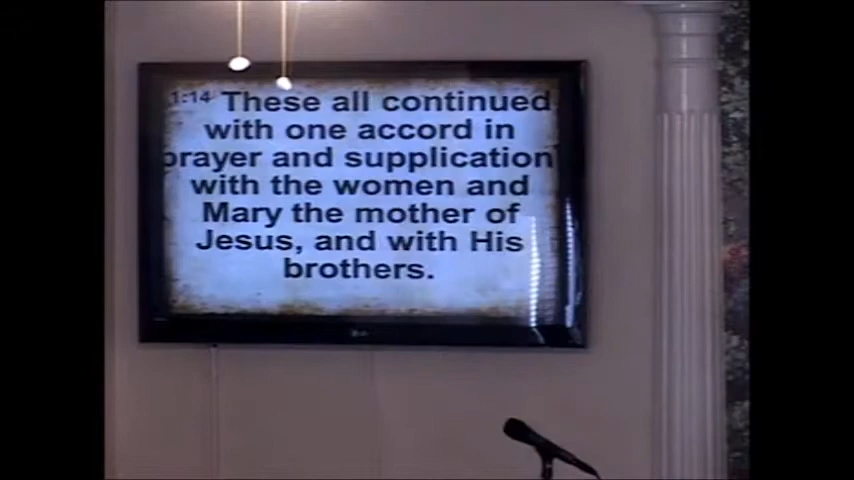 1:14 These all continued
with one accord in
prayer and supplication
with the women and
Mary the mother of
Jesus, and with His
brothers.